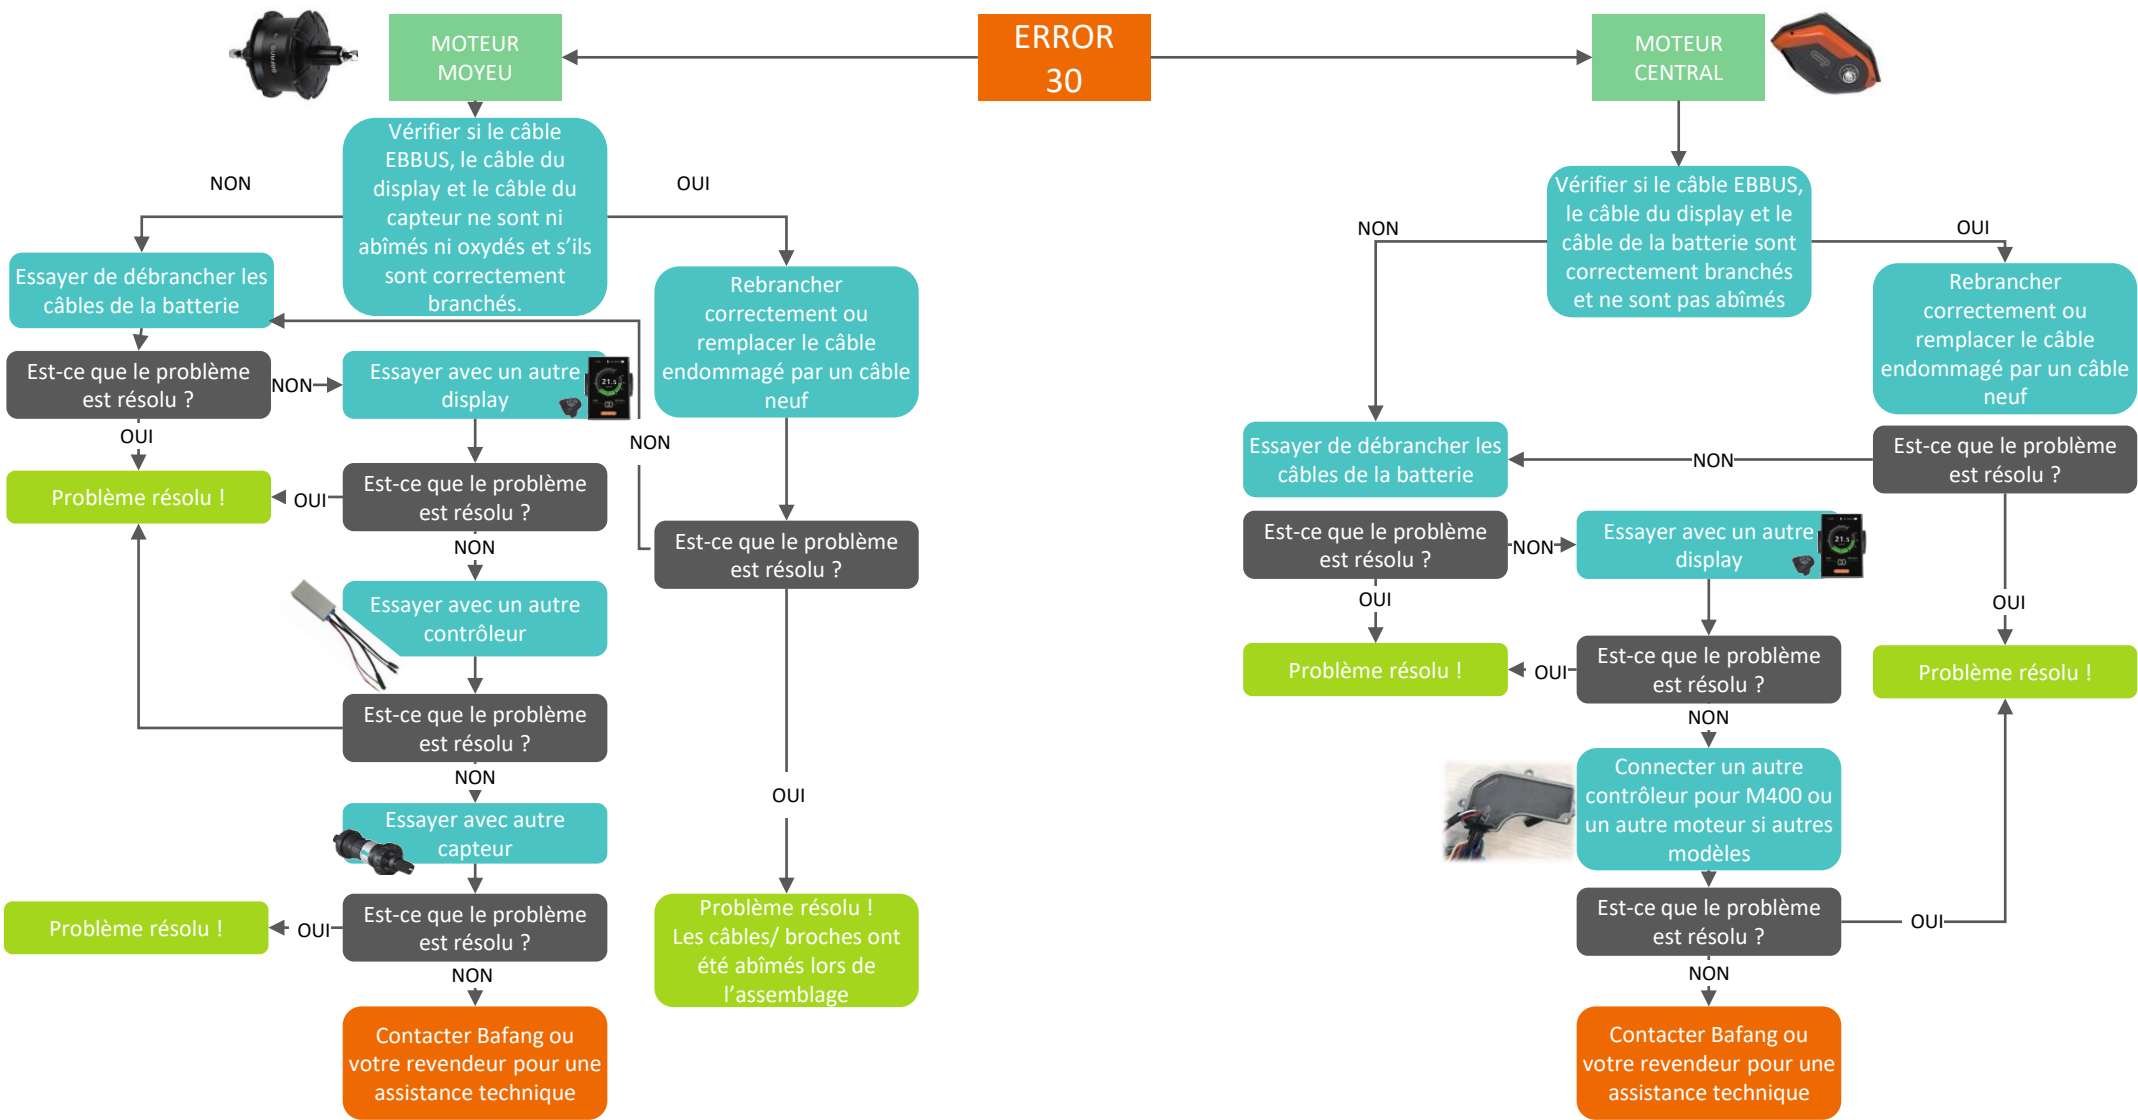 ERROR
30
MOTEUR
MOYEU
Vérifier si le câble
EBBUS, le câble du
display et le câble du
capteur ne sont ni
abîmés ni oxydés et s’ils
sont correctement
branchés.
NON
OUI
Essayer de débrancher les
câbles de la batterie
Rebrancher
correctement ou
remplacer le câble
endommagé par un câble
neuf
Est-ce que le problème
est résolu ?
NON
Essayer avec un autre
display
21.5
OUI
NON
Problème résolu !
OUI
Est-ce que le problème
est résolu ?
NON
Est-ce que le problème
est résolu ?
Essayer avec un autre
contrôleur
Est-ce que le problème
est résolu ?
NON
OUI
Essayer avec autre
capteur
Problème résolu !
OUI
Est-ce que le problème
est résolu ?
Problème résolu !
Les câbles/ broches ont
été abîmés lors de
l’assemblage
NON
Contacter Bafang ou
votre revendeur pour une
assistance technique
MOTEUR
CENTRAL
Vérifier si le câble EBBUS,
le câble du display et le
câble de la batterie sont
correctement branchés
et ne sont pas abîmés
NON
OUI
Rebrancher
correctement ou
remplacer le câble
endommagé par un câble
neuf
Essayer de débrancher les
câbles de la batterie
NON
Est-ce que le problème
est résolu ?
Est-ce que le problème
est résolu ?
NON
Essayer avec un autre
display
21.5
OUI
OUI
Problème résolu !
OUI
Est-ce que le problème
est résolu ?
Problème résolu !
NON
Connecter un autre
contrôleur pour M400 ou
un autre moteur si autres
modèles
Est-ce que le problème
est résolu ?
OUI
NON
Contacter Bafang ou
votre revendeur pour une
assistance technique